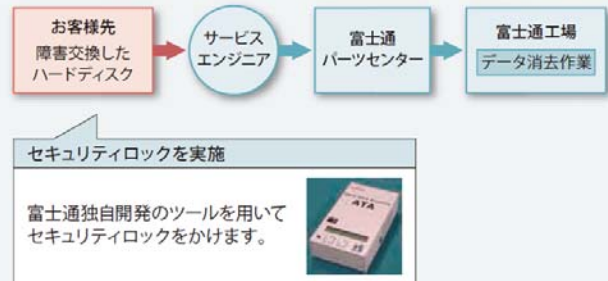 お客様先
障害交換した
ハードディスク
サービス
エンジニア
富士通
パーツセンター
富士通工場
データ消去作業
セキュリティロックを実施
富士通独自開発のツールを用いて
セキュリティロックをかけます。
ATA